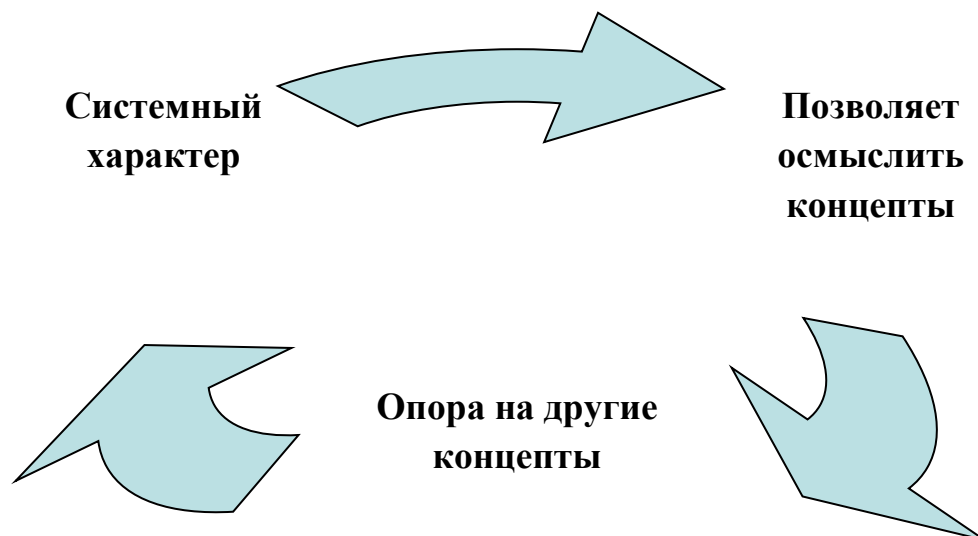 Системный
характер
Позволяет
осмыслить
концепты
Опора на другие
концепты